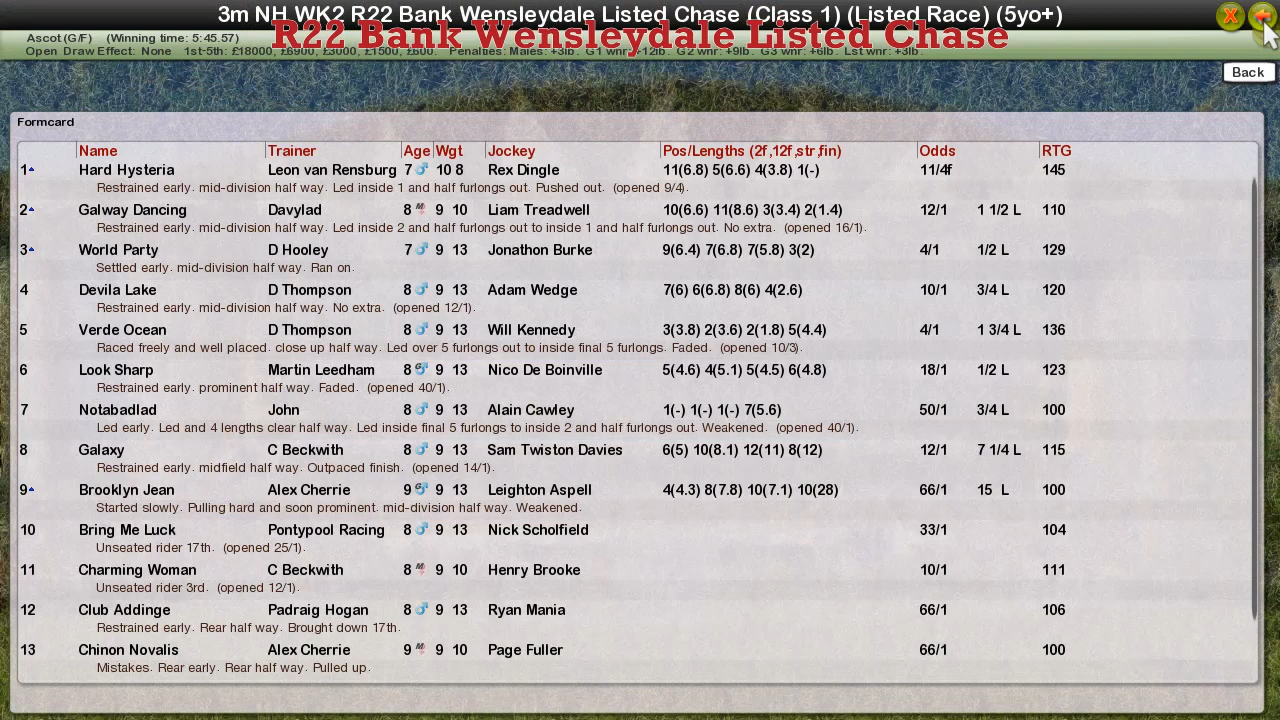 3m NH WK2 R22 Bank Wensleydale Listed Chase (Class 1) (Listed Race) (5yo+)
R22 Bank Wensleydale Listed Chase
Ascot(G/F) (Winning time: 5:45.57)
Open Draw Effect: None 1st-5th: £18000, £6900, £3000, £1500, £600. Penalties: Males: +3lb. G1 wnr: +12lb. G2 wnr: +9lb. G3 wnr: +6lb. Lst wnr: +3lb.
X
Back
Formcard
Name Trainer Age Wgt Jockey Pos/Lengths (2f,12f,str,fin) Odds RTG
1 Hard Hysteria Leon van Rensburg 7 10 8 Rex Dingle 11(6.8) 5(6.6) 4(3.8) 1(-) 11/4f 145
Restrained early. mid-division half way. Led inside 1 and half furlongs out. Pushed out. (opened 9/4).
2 Galway Dancing Davylad 8 M 9 10 Liam Treadwell 10(6.6) 11(8.6) 3(3.4) 2(1.4) 12/1 1 1/2 L 110
Restrained early. mid-division half way. Led inside 2 and half furlongs out to inside 1 and half furlongs out. No extra. (opened 16/1).
3 World Party D Hooley 7 9 13 Jonathon Burke 9(6.4) 7(6.8) 7(5.8) 3(2) 4/1 1/2 L 129
Settled early. mid-division half way. Ran on.
4 Devila Lake D Thompson 8 9 13 Adam Wedge 7(6) 6(6.8) 8(6) 4(2.6) 10/1 3/4 L 120
Restrained early. mid-division half way. No extra. (opened 12/1).
5 Verde Ocean D Thompson 8 9 13 Will Kennedy 3(3.8) 2(3.6) 2(1.8) 5(4.4) 4/1 1 3/4 L 136
Raced freely and well placed. close up half way. Led over 5 furlongs out to inside final 5 furlongs. Faded. (opened 10/3).
6 Look Sharp Martin Leedham 8 G 9 13 Nico De Boinville 5(4.6) 4(5.1) 5(4.5) 6(4.8) 18/1 1/2 L 123
Restrained early. prominent half way. Faded. (opened 40/1).
7 Notabadlad John 8 G 9 13 Alain Cawley 1(-) 1(-) 1(-) 7(5.6) 50/1 3/4 L 100
Led early. Led and 4 lengths clear half way. Led inside final 5 furlongs to inside 2 and half furlongs out. Weakened. (opened 40/1).
8 Galaxy C Beckwith 8 9 13 Sam Twiston Davies 6(5) 10(8.1) 12(11) 8(12) 12/1 7 1/4 L 115
Restrained early. midfield half way. Outpaced finish. (opened 14/1).
9 Brooklyn Jean Alex Cherrie 9 G 9 13 Leighton Aspell 4(4.3) 8(7.8) 10(7.1) 10(28) 66/1 15 L 100
Started slowly. Pulling hard and soon prominent. mid-division half way. Weakened.
10 Bring Me Luck Pontypool Racing 8 9 13 Nick Scholfield 33/1 104
Unseated rider 17th. (opened 25/1).
11 Charming Woman C Beckwith 8 M 9 10 Henry Brooke 10/1 111
Unseated rider 3rd. (opened 12/1).
12 Club Addinge Padraig Hogan 8 9 13 Ryan Mania 66/1 106
Restrained early. Rear half way. Brought down 17th.
13 Chinon Novalis Alex Cherrie 9 M 9 10 Page Fuller 66/1 100
Mistakes. Rear early. Rear half way. Pulled up.